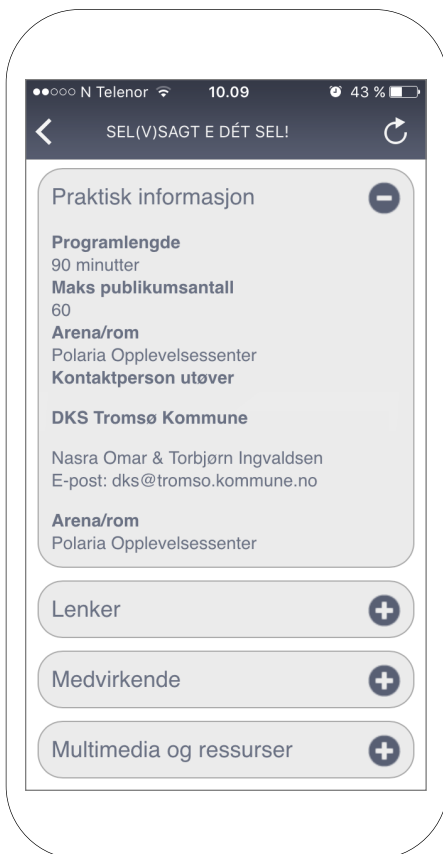 N Telenor 10.09 43 %
SEL(V)SAGT E DÉT SEL!
Praktisk informasjon
Programlengde
90 minutter
Maks publikumsantall
60
Arena/rom
Polaria Opplevelsessenter
Kontaktperson utøver
DKS Tromsø Kommune
Nasra Omar & Torbjørn Ingvaldsen
E-post: dks@tromso.kommune.no
Arena/rom
Polaria Opplevelsessenter
Lenker
Medvirkende
Multimedia og ressurser